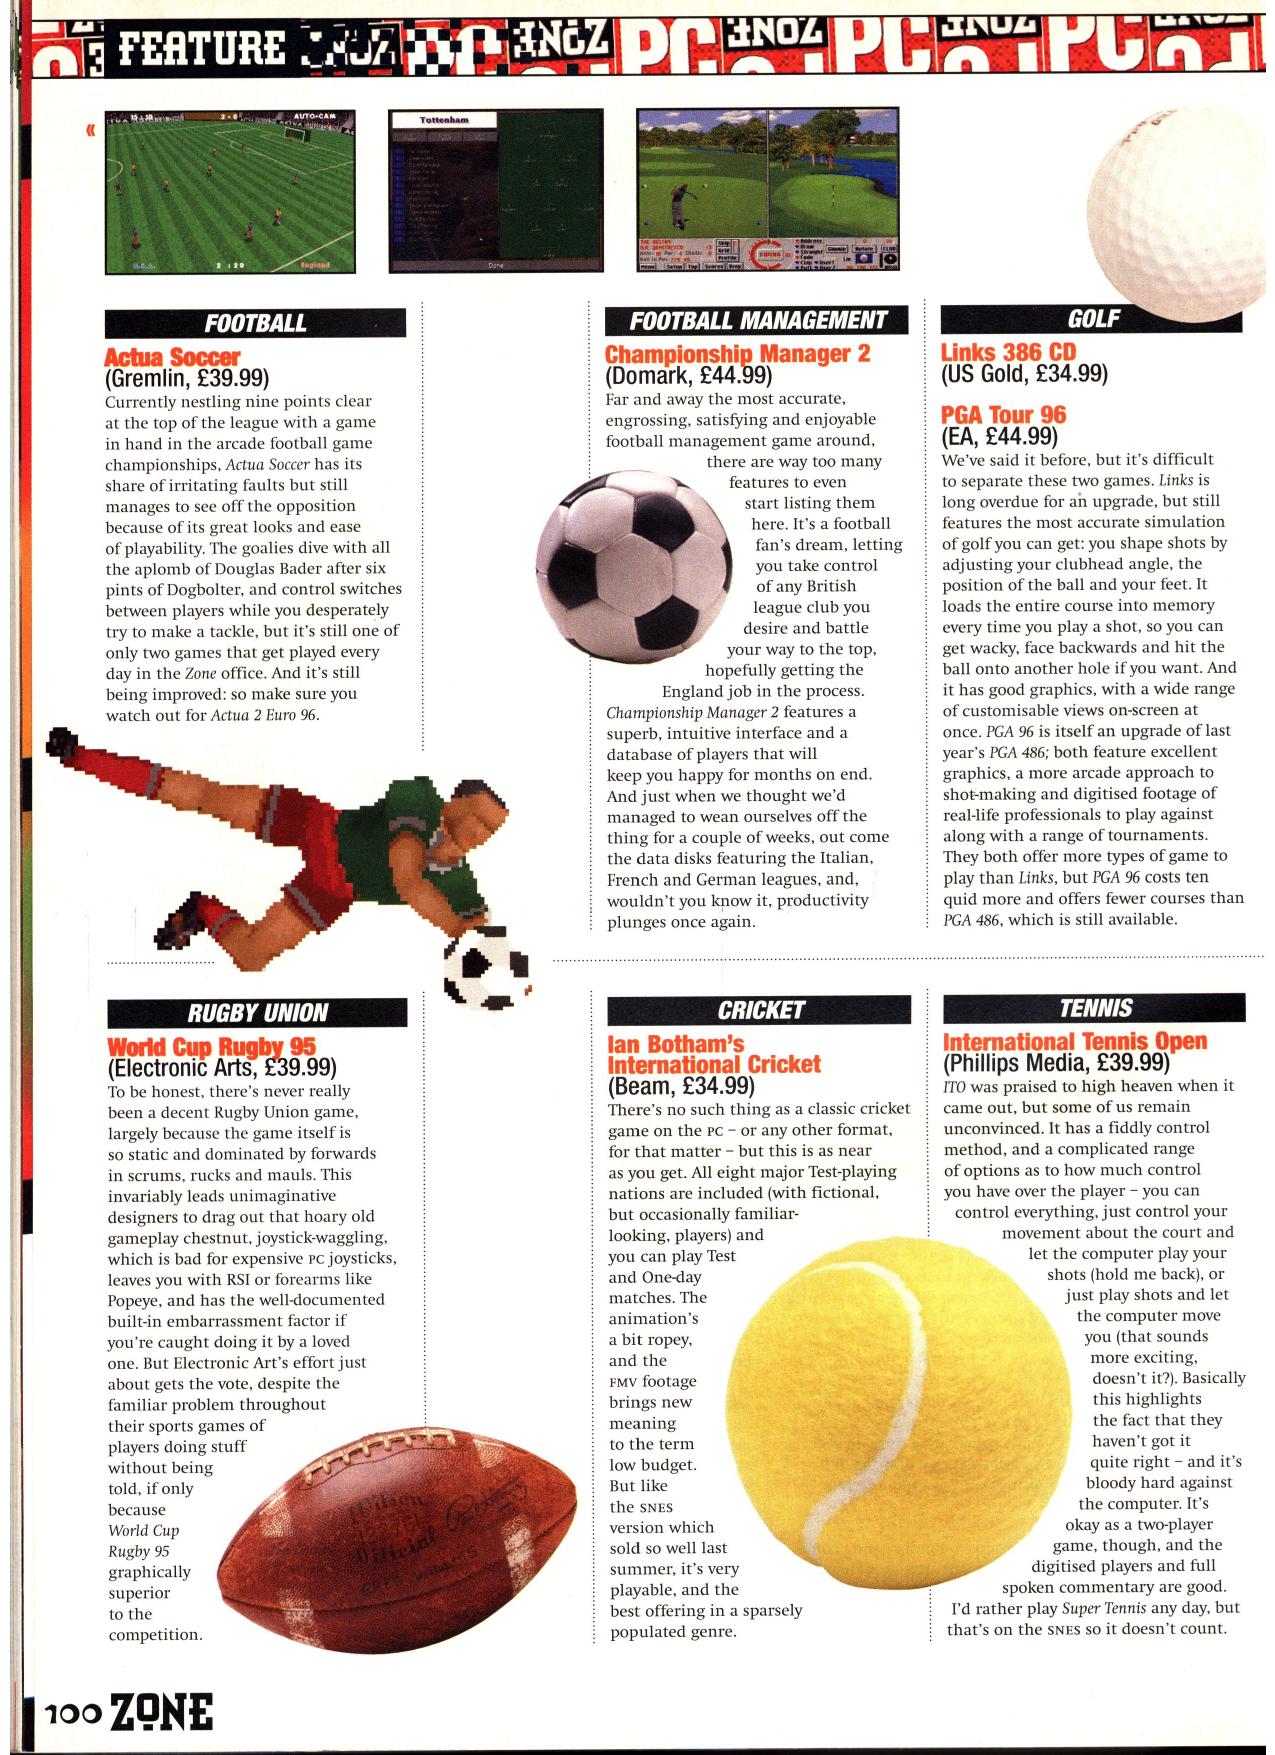 FEATURE
«
25 - JD
2 - 0
AUTO-CAM
U.S.A.
2 : 20
England
Tottenham
Done
FOOTBALL
Actua Soccer
(Gremlin, £39.99)
Currently nestling nine points clear
at the top of the league with a game
in hand in the arcade football game
championships, Actua Soccer has its
share of irritating faults but still
manages to see off the opposition
because of its great looks and ease
of playability. The goalies dive with all
the aplomb of Douglas Bader after six
pints of Dogbolter, and control switches
between players while you desperately
try to make a tackle, but it's still one of
only two games that get played every
day in the Zone office. And it's still
being improved: so make sure you
watch out for Actua 2 Euro 96.
FOOTBALL MANAGEMENT
Championship Manager 2
(Domark, £44.99)
Far and away the most accurate,
engrossing, satisfying and enjoyable
football management game around,
there are way too many
features to even
start listing them
here. It's a football
fan's dream, letting
you take control
of any British
league club you
desire and battle
your way to the top,
hopefully getting the
England job in the process.
Championship Manager 2 features a
superb, intuitive interface and a
database of players that will
keep you happy for months on end.
And just when we thought we'd
managed to wean ourselves off the
thing for a couple of weeks, out come
the data disks featuring the Italian,
French and German leagues, and,
wouldn't you know it, productivity
plunges once again.
GOLF
Links 386 CD
(US Gold, £34.99)
PGA Tour 96
(EA, £44.99)
We've said it before, but it's difficult
to separate these two games. Links is
long overdue for an upgrade, but still
features the most accurate simulation
of golf you can get: you shape shots by
adjusting your clubhead angle, the
position of the ball and your feet. It
loads the entire course into memory
every time you play a shot, so you can
get wacky, face backwards and hit the
ball onto another hole if you want. And
it has good graphics, with a wide range
of customisable views on-screen at
once. PGA 96 is itself an upgrade of last
year's PGA 486; both feature excellent
graphics, a more arcade approach to
shot-making and digitised footage of
real-life professionals to play against
along with a range of tournaments.
They both offer more types of game to
play than Links, but PGA 96 costs ten
quid more and offers fewer courses than
PGA 486, which is still available.
RUGBY UNION
World Cup Rugby 95
(Electronic Arts, £39.99)
To be honest, there's never really
been a decent Rugby Union game,
largely because the game itself is
so static and dominated by forwards
in scrums, rucks and mauls. This
invariably leads unimaginative
designers to drag out that hoary old
gameplay chestnut, joystick-waggling,
which is bad for expensive PC joysticks,
leaves you with RSI or forearms like
Popeye, and has the well-documented
built-in embarrassment factor if
you're caught doing it by a loved
one. But Electronic Art's effort just
about gets the vote, despite the
familiar problem throughout
their sports games of
players doing stuff
without being
told, if only
because
World Cup
Rugby 95
graphically
superior
to the
competition.
CRICKET
Ian Botham's
International Cricket
(Beam, £34.99)
There's no such thing as a classic cricket
game on the PC – or any other format,
for that matter – but this is as near
as you get. All eight major Test-playing
nations are included (with fictional,
but occasionally familiar-
looking, players) and
you can play Test
and One-day
matches. The
animation's
a bit ropey,
and the
FMV footage
brings new
meaning
to the term
low budget.
But like
the SNES
version which
sold so well last
summer, it's very
playable, and the
best offering in a sparsely
populated genre.
TENNIS
International Tennis Open
(Phillips Media, £39.99)
ITO was praised to high heaven when it
came out, but some of us remain
unconvinced. It has a fiddly control
method, and a complicated range
of options as to how much control
you have over the player – you can
control everything, just control your
movement about the court and
let the computer play your
shots (hold me back), or
just play shots and let
the computer move
you (that sounds
more exciting,
doesn't it?). Basically
this highlights
the fact that they
haven't got it
quite right – and it's
bloody hard against
the computer. It's
okay as a two-player
game, though, and the
digitised players and full
spoken commentary are good.
I'd rather play Super Tennis any day, but
that's on the SNES so it doesn't count.
Wilson
Official
100 ZONE